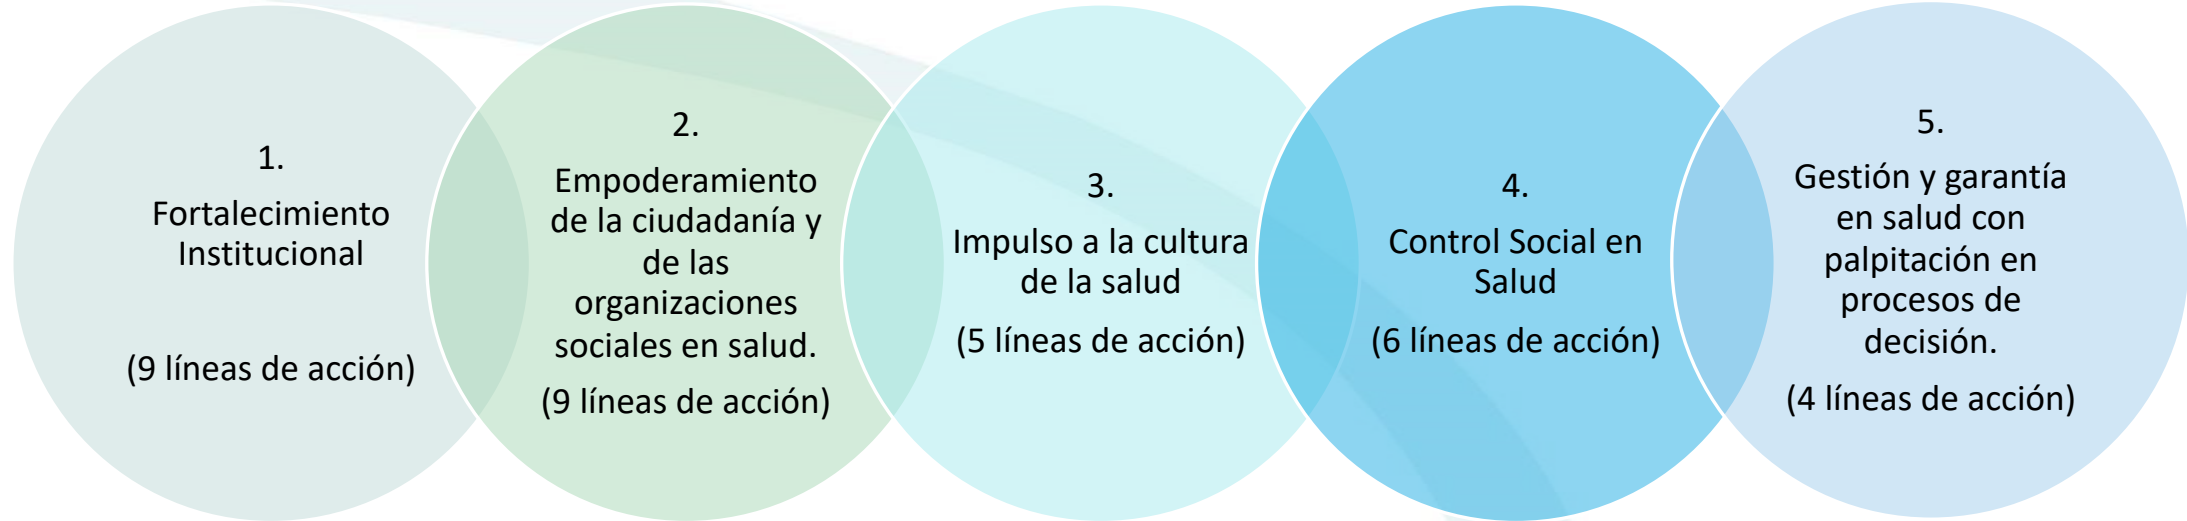 1.
Fortalecimiento
Institucional
(9 líneas de acción)
2.
Empoderamiento
de la ciudadanía y
de las
organizaciones
sociales en salud.
(9 líneas de acción)
3.
Impulso a la cultura
de la salud
(5 líneas de acción)
4.
Control Social en
Salud
(6 líneas de acción)
5.
Gestión y garantía
en salud con
palpitación en
procesos de
decisión.
(4 líneas de acción)